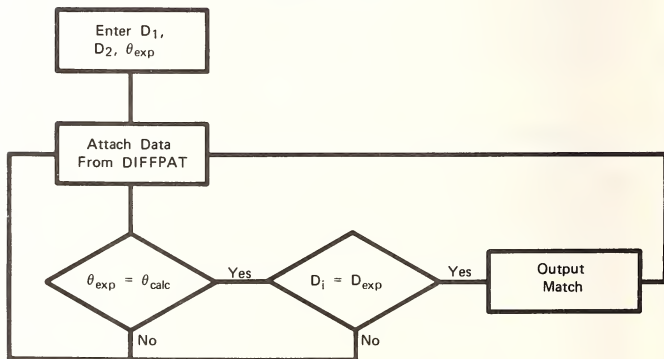 Enter D₁,
D₂, θexp
Attach Data
From DIFFPAT
θexp = θcalc
Yes
Di = Dexp
Yes
Output
Match
No
No